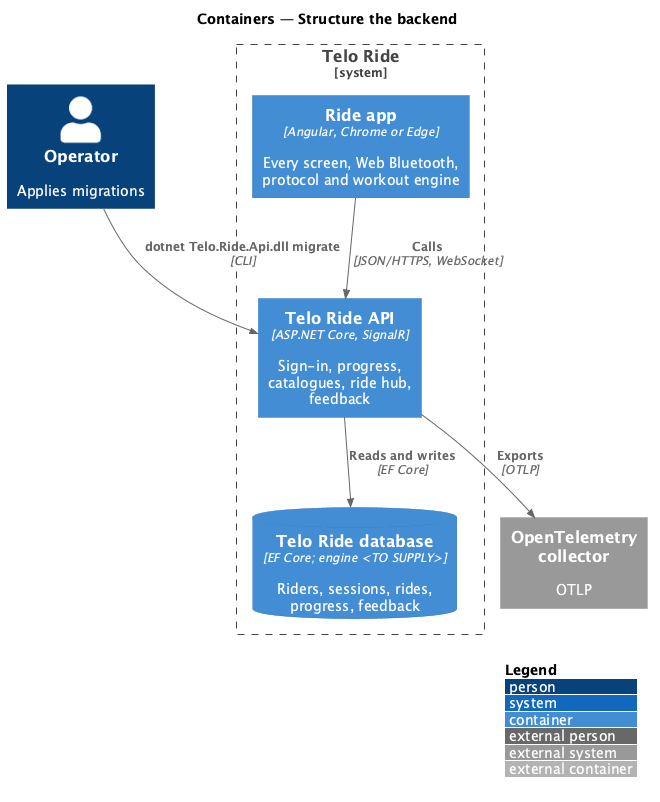 Containers — Structure the backend
Telo Ride
[system]
Ride app
[Angular, Chrome or Edge]
Every screen, Web Bluetooth,
protocol and workout engine
Operator
Applies migrations
dotnet Telo.Ride.Api.dll migrate
[CLI]
Calls
[JSON/HTTPS, WebSocket]
Telo Ride API
[ASP.NET Core, SignalR]
Sign-in, progress,
catalogues, ride hub,
feedback
Reads and writes
[EF Core]
Exports
[OTLP]
Telo Ride database
[EF Core; engine <TO SUPPLY>]
Riders, sessions, rides,
progress, feedback
OpenTelemetry
collector
OTLP
Legend
person
system
container
external person
external system
external container